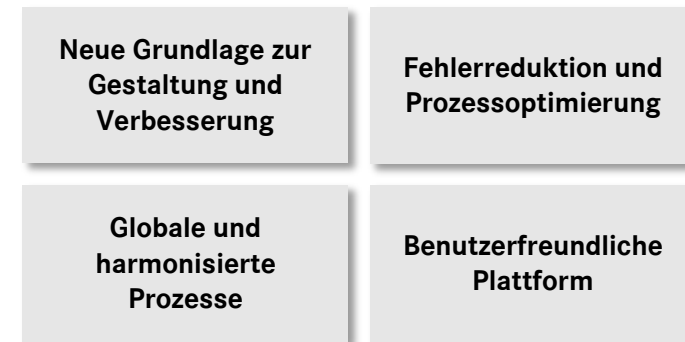 Neue Grundlage zur
Gestaltung und
Verbesserung
Fehlerreduktion und
Prozessoptimierung
Globale und
harmonisierte
Prozesse
Benutzerfreundliche
Plattform